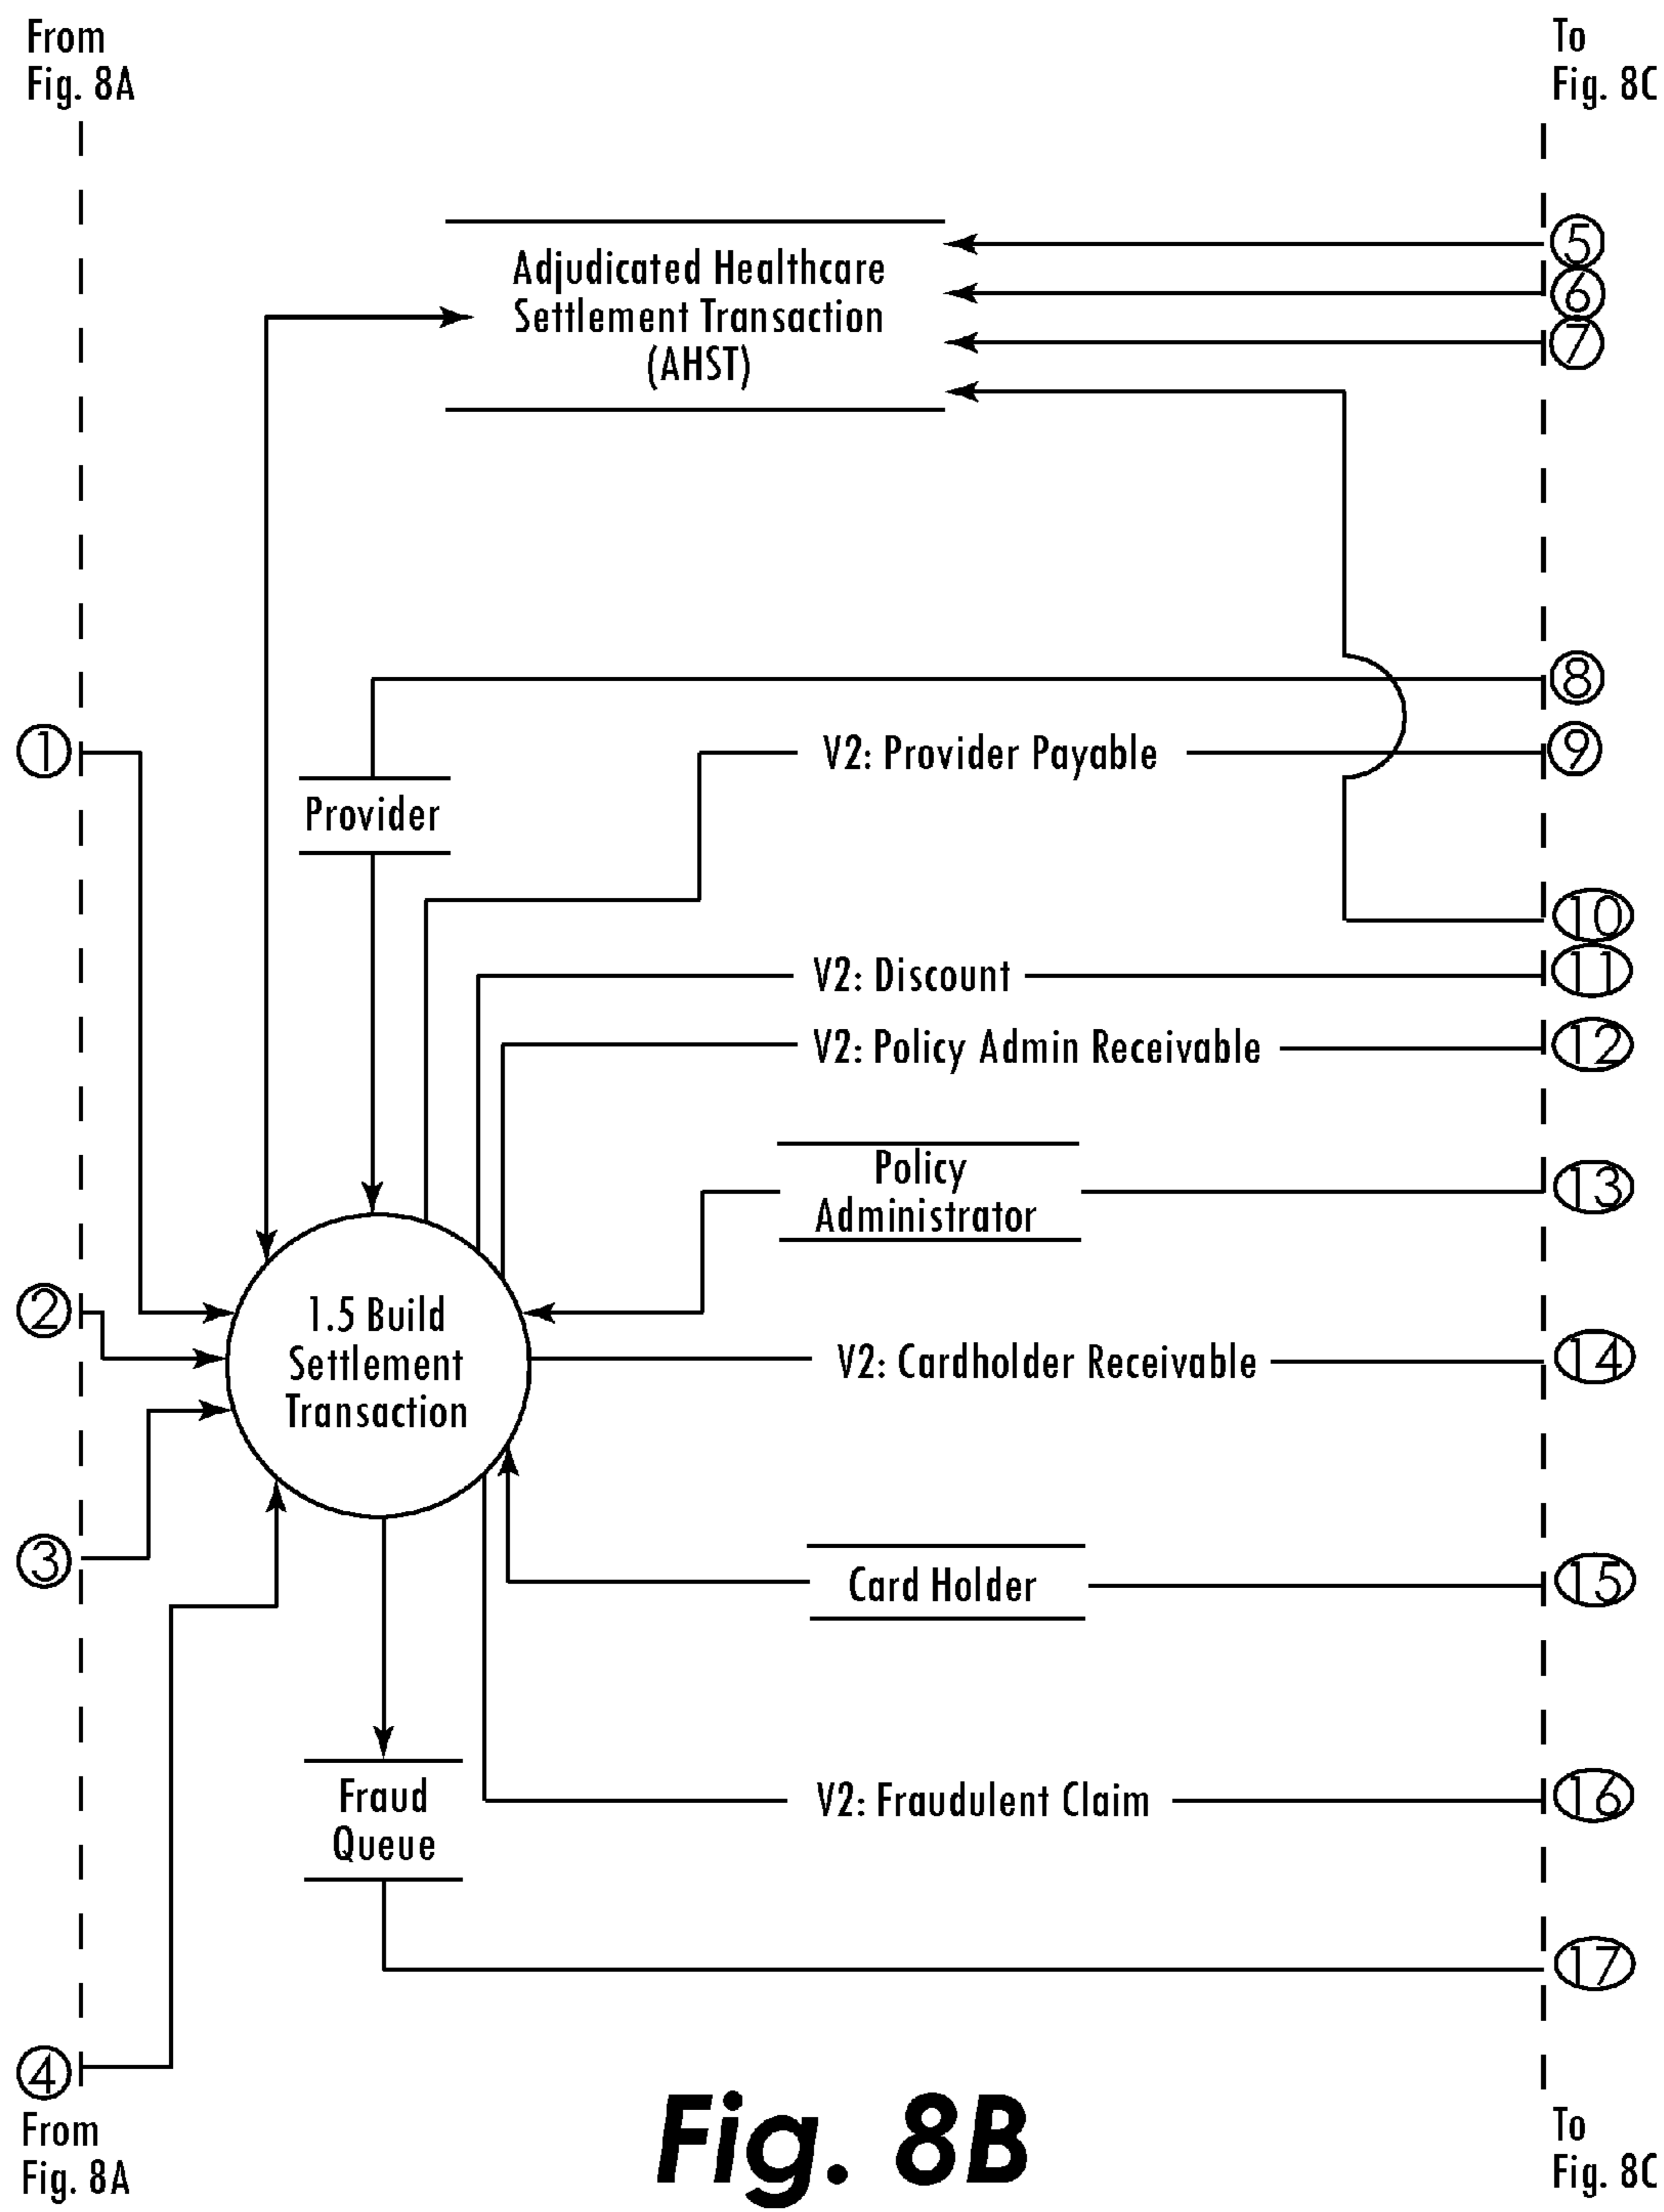 From
Fig. 8A
To
Fig. 8C
Adjudicated Healthcare
Settlement Transaction
(AHST)
5
6
7
8
1
V2: Provider Payable
9
Provider
10
V2: Discount
11
V2: Policy Admin Receivable
12
Policy
Administrator
13
2
1.5 Build
Settlement
Transaction
V2: Cardholder Receivable
14
3
Card Holder
15
Fraud
Queue
V2: Fraudulent Claim
16
17
4
From
Fig. 8A
Fig. 8B
To
Fig. 8C